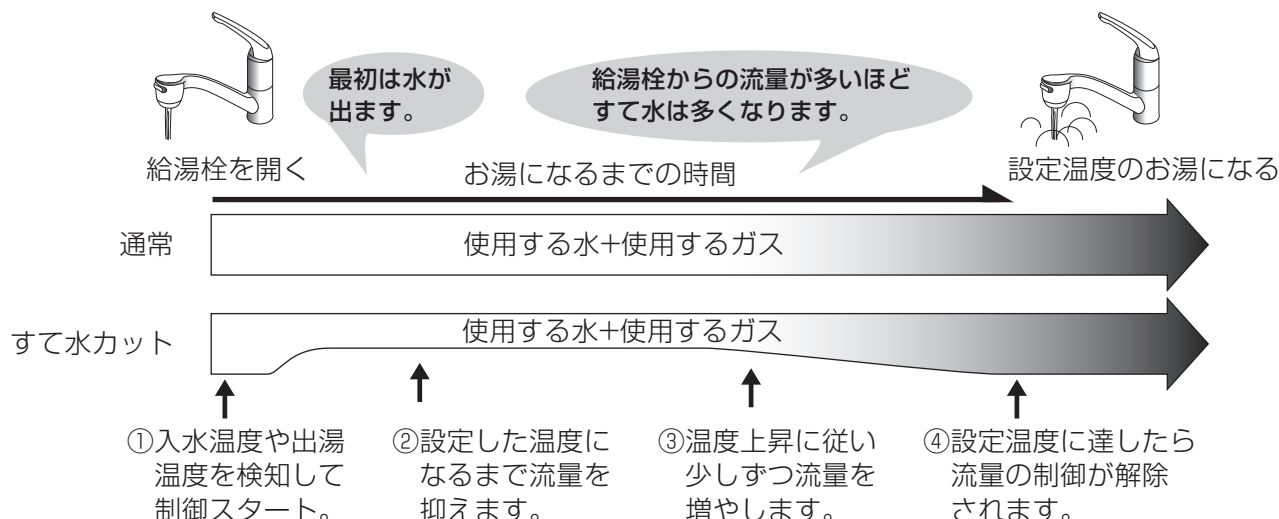 最初は水が
出ます。
給湯栓からの流量が多いほど
すて水は多くなります。
給湯栓を開く
お湯になるまでの時間
設定温度のお湯になる
通常
使用する水+使用するガス
すて水カット
使用する水+使用するガス
①入水温度や出湯
温度を検知して
制御スタート。
②設定した温度に
なるまで流量を
抑えます。
③温度上昇に従い
少しずつ流量を
増やします。
④設定温度に達したら
流量の制御が解除
されます。